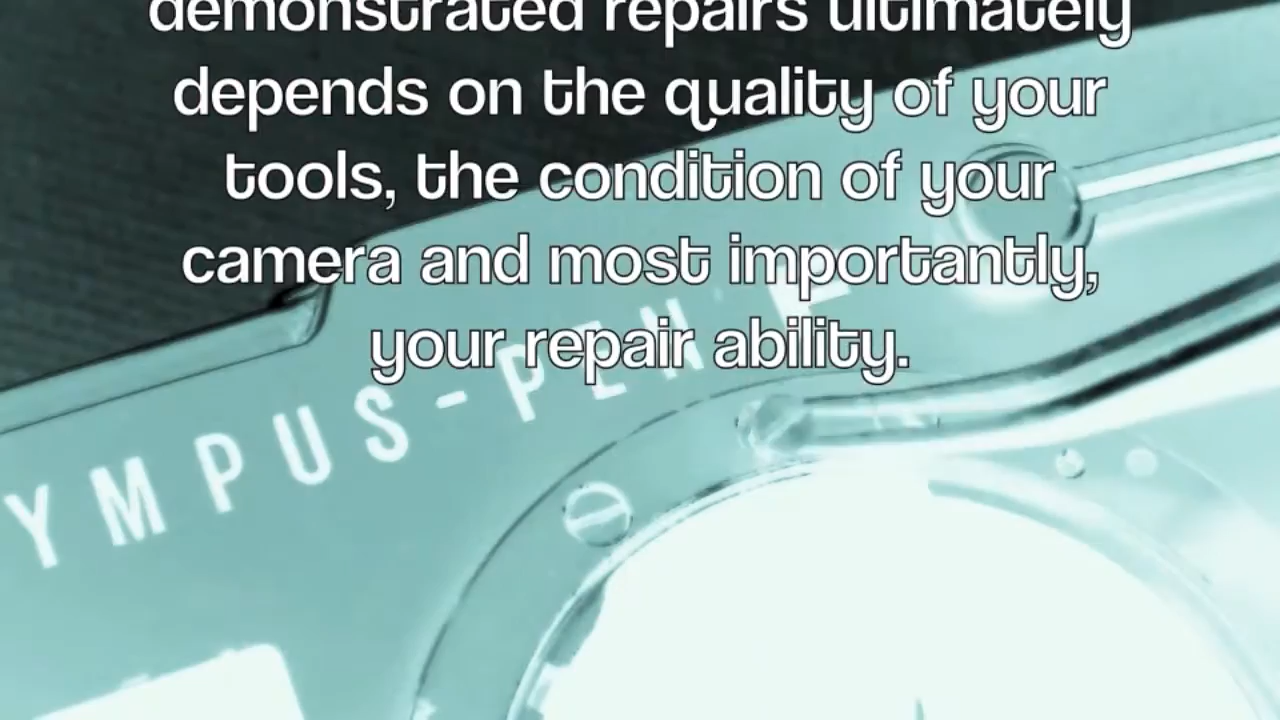 demonstrated repairs ultimately
depends on the quality of your
tools, the condition of your
camera and most importantly,
your repair ability.
YMPUS-PEN F